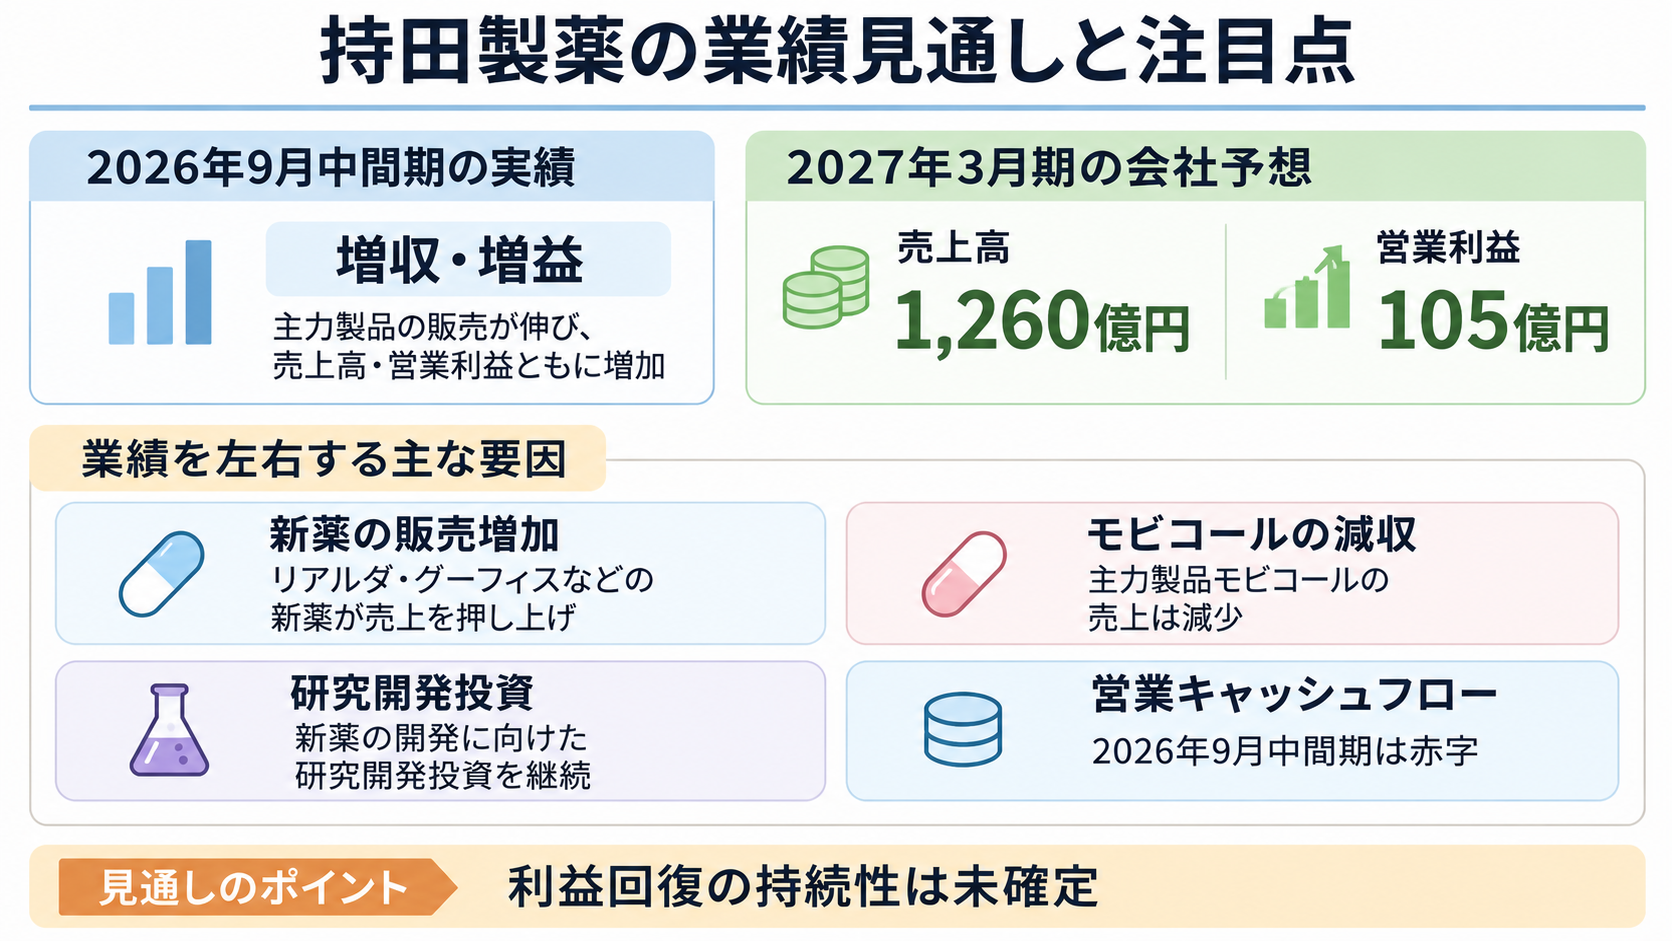 持田製薬の業績見通しと注目点
2026年9月中間期の実績
増収・増益
主力製品の販売が伸び、
売上高・営業利益ともに増加
2027年3月期の会社予想
売上高
1,260億円
営業利益
105億円
業績を左右する主な要因
新薬の販売増加
リアルダ・グーフィスなどの
新薬が売上を押し上げ
モビコールの減収
主力製品モビコールの
売上は減少
研究開発投資
新薬の開発に向けた
研究開発投資を継続
営業キャッシュフロー
2026年9月中間期は赤字
見通しのポイント
利益回復の持続性は未確定